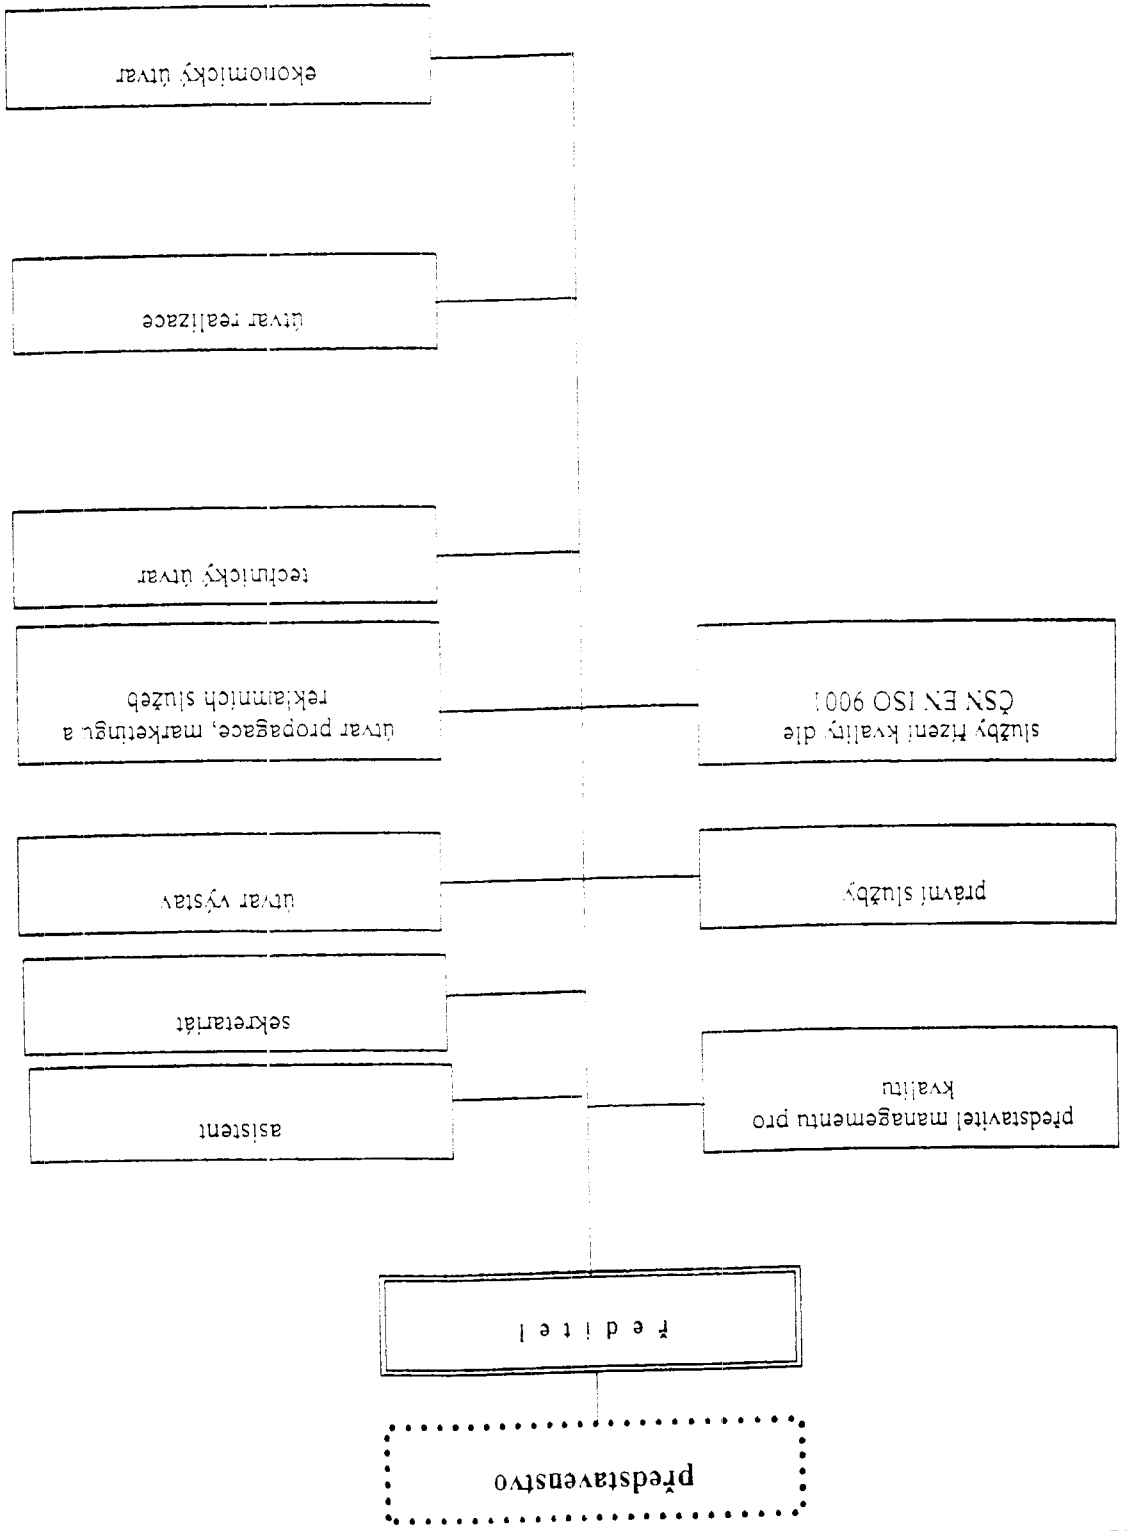 představenstvo
ředitel
představitel managementu pro
kvalitu
asistent
sekretariát
právní služby
útvar výstav
služby řízení kvality dle
ČSN EN ISO 9001
útvar propagace, marketingu a
reklamních služeb
technický útvar
útvar realizace
ekonomický útvar